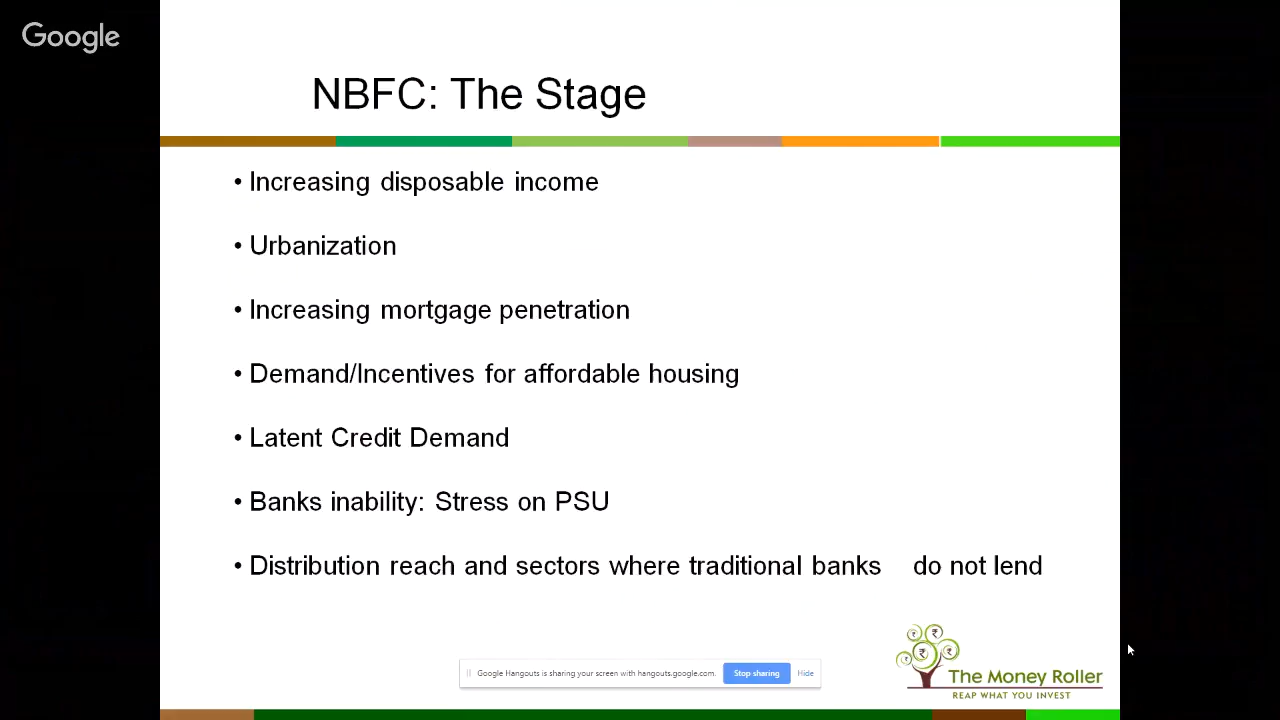 Google
NBFC: The Stage
• Increasing disposable income
• Urbanization
• Increasing mortgage penetration
• Demand/Incentives for affordable housing
• Latent Credit Demand
• Banks inability: Stress on PSU
• Distribution reach and sectors where traditional banks do not lend
Google Hangouts is sharing your screen with hangouts.google.com. Stop sharing Hide
The Money Roller
REAP WHAT YOU INVEST